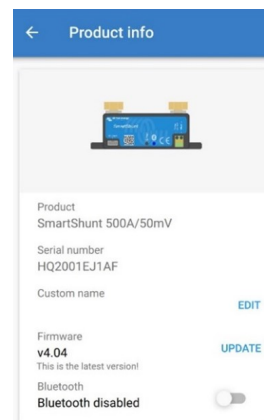 Product info
SmartShunt
Product
SmartShunt 500A/50mV
Serial number
HQ2001EJ1AF
Custom name
EDIT
Firmware
v4.04
UPDATE
This is the latest version!
Bluetooth
Bluetooth disabled